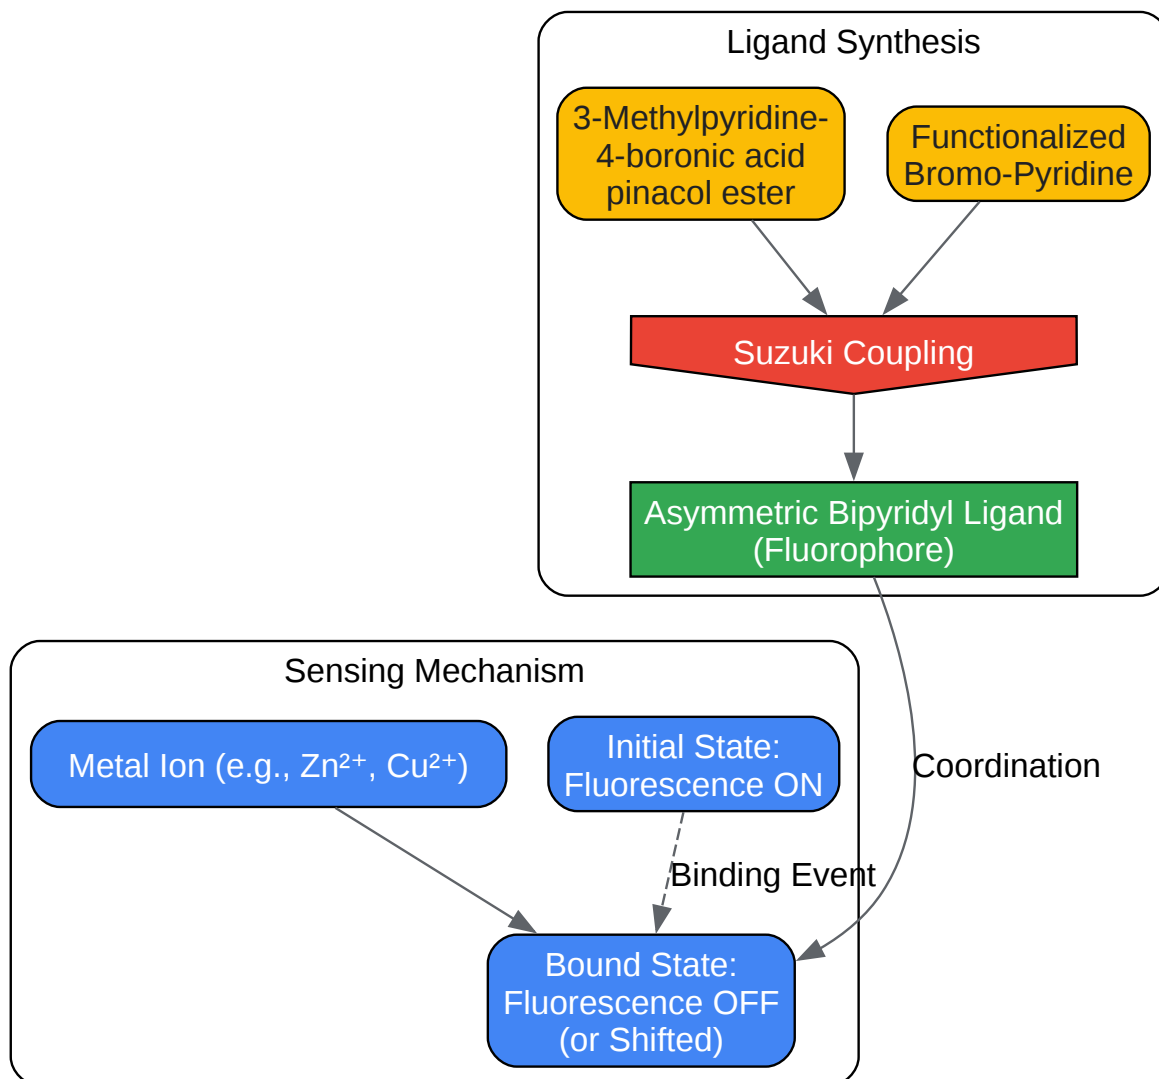 Ligand Synthesis
3-Methylpyridine-
4-boronic acid
pinacol ester
Functionalized
Bromo-Pyridine
Suzuki Coupling
Asymmetric Bipyridyl Ligand
(Fluorophore)
Sensing Mechanism
Metal Ion (e.g., Zn²⁺, Cu²⁺)
Initial State:
Fluorescence ON
Coordination
Binding Event
Bound State:
Fluorescence OFF
(or Shifted)